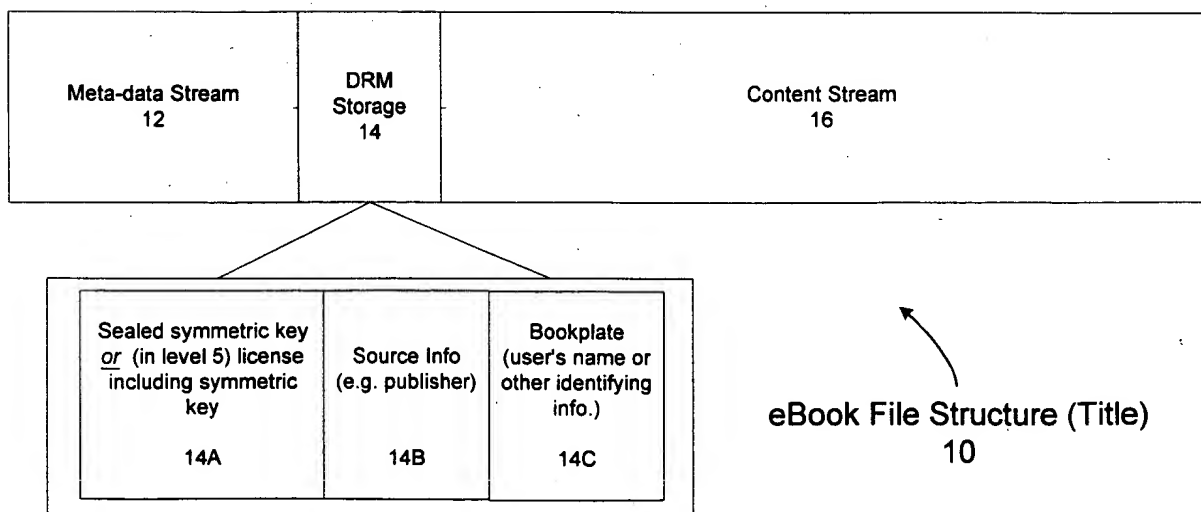 Meta-data Stream
12
DRM
Storage
14
Content Stream
16
Sealed symmetric key
or (in level 5) license
including symmetric
key
14A
Source Info
(e.g. publisher)
14B
Bookplate
(user's name or
other identifying
info.)
14C
eBook File Structure (Title)
10